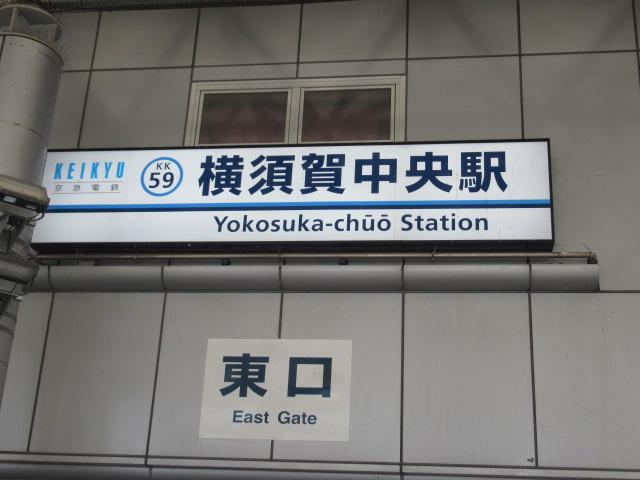 KEIKYU
京急電鉄
KK
59
横須賀中央駅
Yokosuka-chūō Station
東口
East Gate